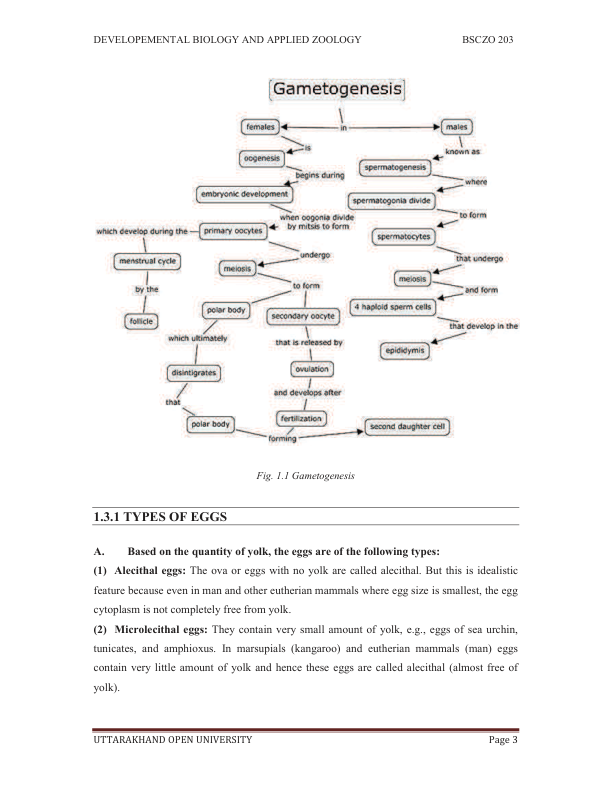 DEVELOPEMENTAL BIOLOGY AND APPLIED ZOOLOGY BSCZO 203
Gametogenesis
females in males
is
known as
oogenesis
spermatogenesis
begins during
where
embryonic development
spermatogonia divide
when oogonia divide
by mitsis to form
to form
which develop during the primary oocytes
spermatocytes
undergo
that undergo
menstrual cycle
meiosis
meiosis
by the
to form
and form
polar body
secondary oocyte
4 haploid sperm cells
follicle
that develop in the
which ultimately
that is released by
epididymis
disintigrates
ovulation
and develops after
that
polar body
fertilization
second daughter cell
forming
Fig. 1.1 Gametogenesis
1.3.1 TYPES OF EGGS
A. Based on the quantity of yolk, the eggs are of the following types:
(1) Alecithal eggs: The ova or eggs with no yolk are called alecithal. But this is idealistic
feature because even in man and other eutherian mammals where egg size is smallest, the egg
cytoplasm is not completely free from yolk.
(2) Microlecithal eggs: They contain very small amount of yolk, e.g., eggs of sea urchin,
tunicates, and amphioxus. In marsupials (kangaroo) and eutherian mammals (man) eggs
contain very little amount of yolk and hence these eggs are called alecithal (almost free of
yolk).
UTTARAKHAND OPEN UNIVERSITY Page 3